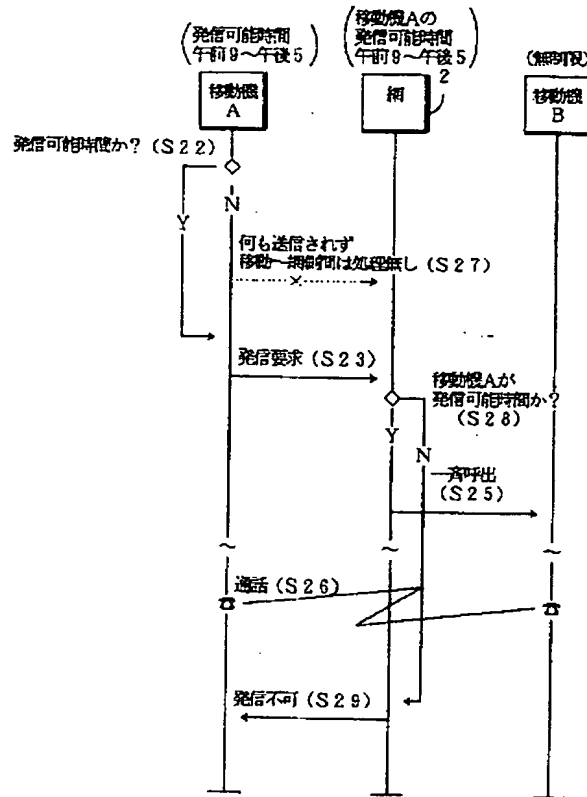 発信可能時間
午前9〜午後5
移動機Aの
発信可能時間
午前9〜午後5
(無制限)
移動機
A
網
2
移動機
B
発信可能時間か? (S22)
N
Y
何も送信されず
移動−網時間は処理無し (S27)
発信要求 (S23)
移動機Aが
発信可能時間か?
(S28)
Y
N
一斉呼出
(S25)
通話 (S26)
発信不可 (S29)